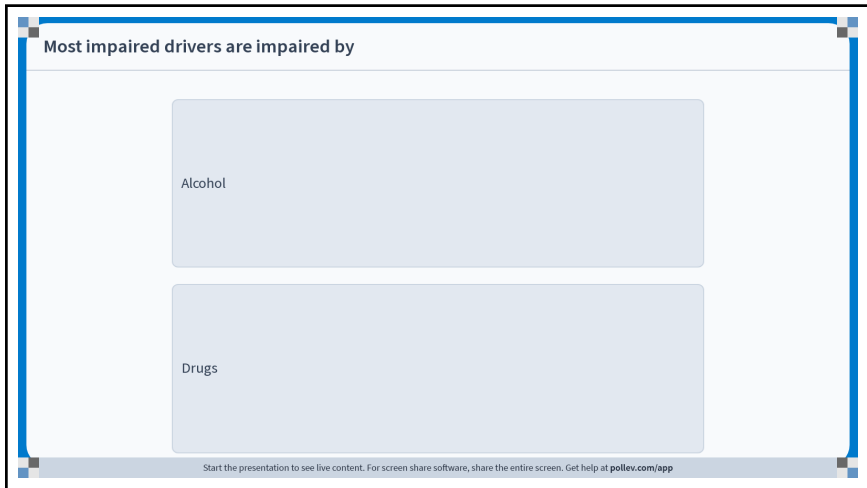 Most impaired drivers are impaired by
Alcohol
Drugs
Start the presentation to see live content. For screen share software, share the entire screen. Get help at pollev.com/app